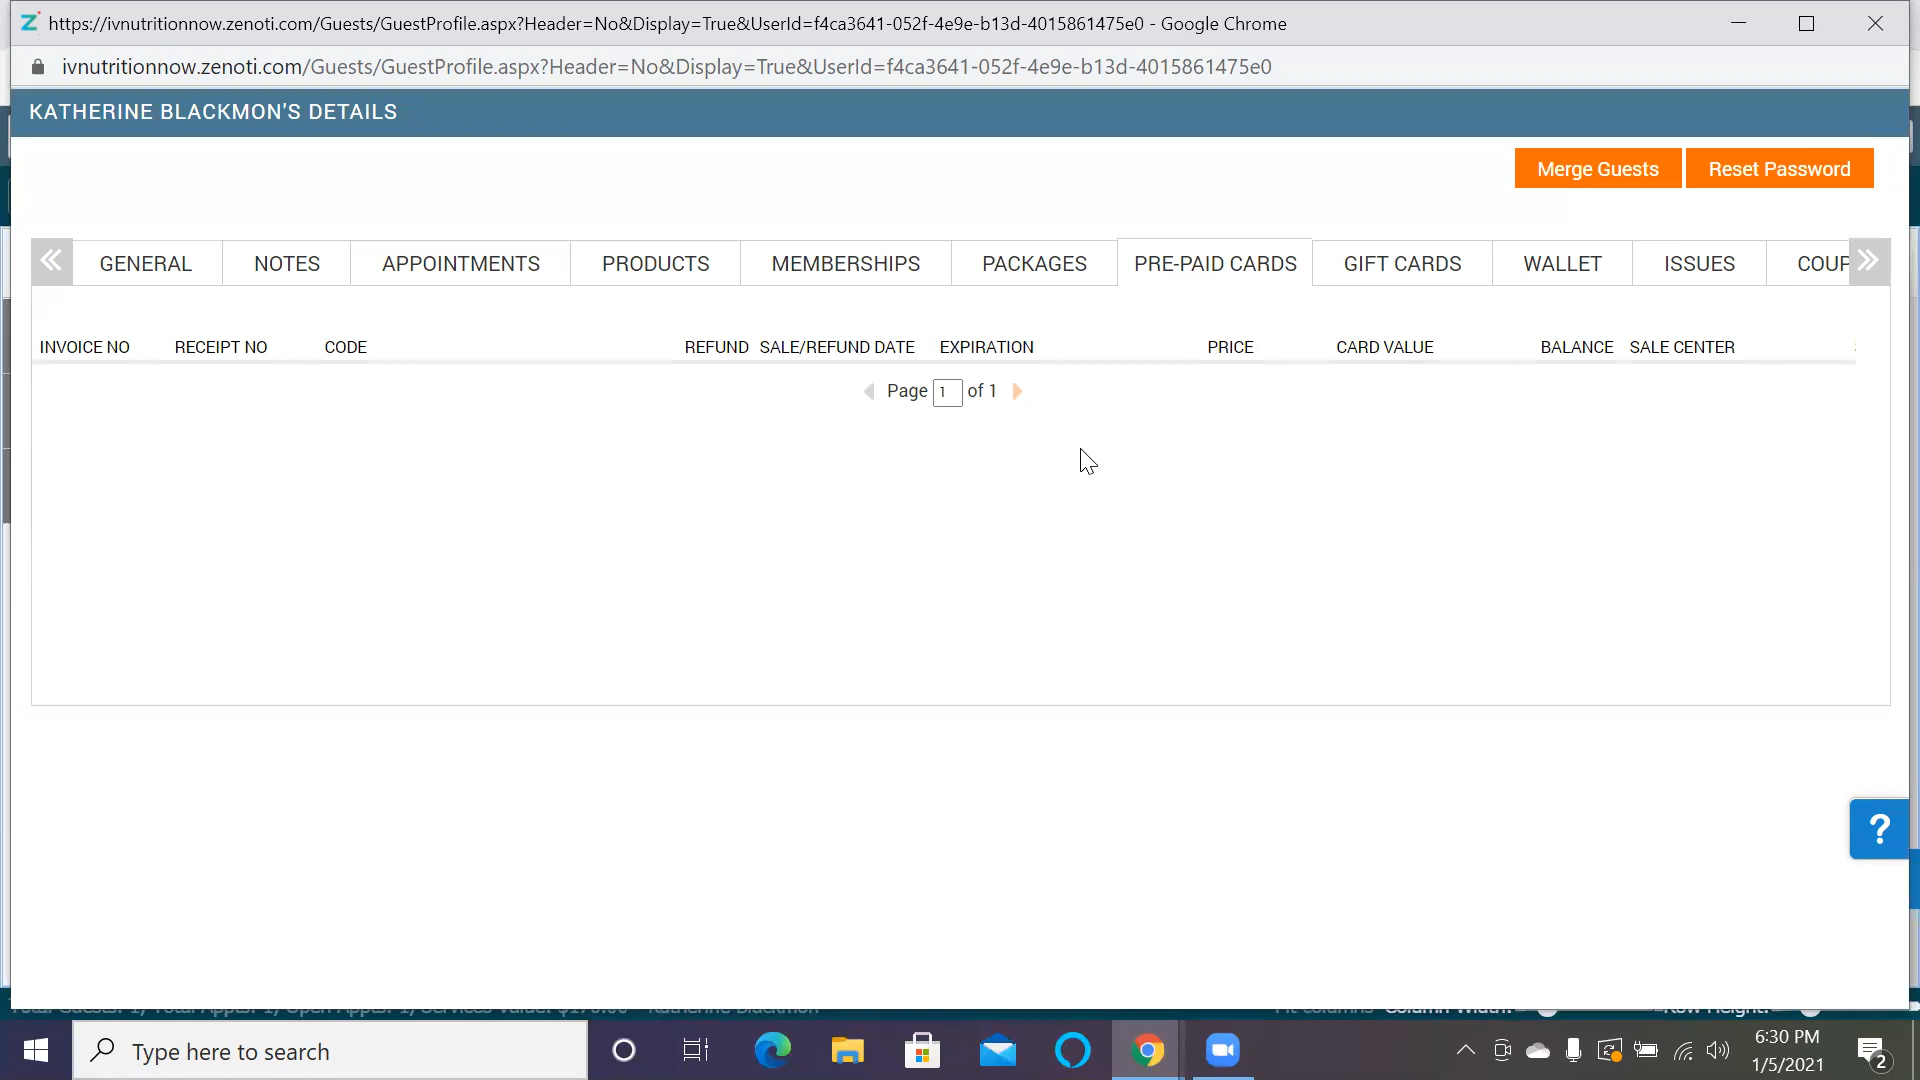 https://ivnutritionnow.zenoti.com/Guests/GuestProfile.aspx?Header=No&Display=True&UserId=f4ca3641-052f-4e9e-b13d-4015861475e0 - Google Chrome
ivnutritionnow.zenoti.com/Guests/GuestProfile.aspx?Header=No&Display=True&UserId=f4ca3641-052f-4e9e-b13d-4015861475e0
KATHERINE BLACKMON'S DETAILS
Merge Guests Reset Password
GENERAL NOTES APPOINTMENTS PRODUCTS MEMBERSHIPS PACKAGES PRE-PAID CARDS GIFT CARDS WALLET ISSUES COUP
INVOICE NO RECEIPT NO CODE REFUND SALE/REFUND DATE EXPIRATION PRICE CARD VALUE BALANCE SALE CENTER
Page 1 of 1
?
Type here to search
6:30 PM
1/5/2021
2